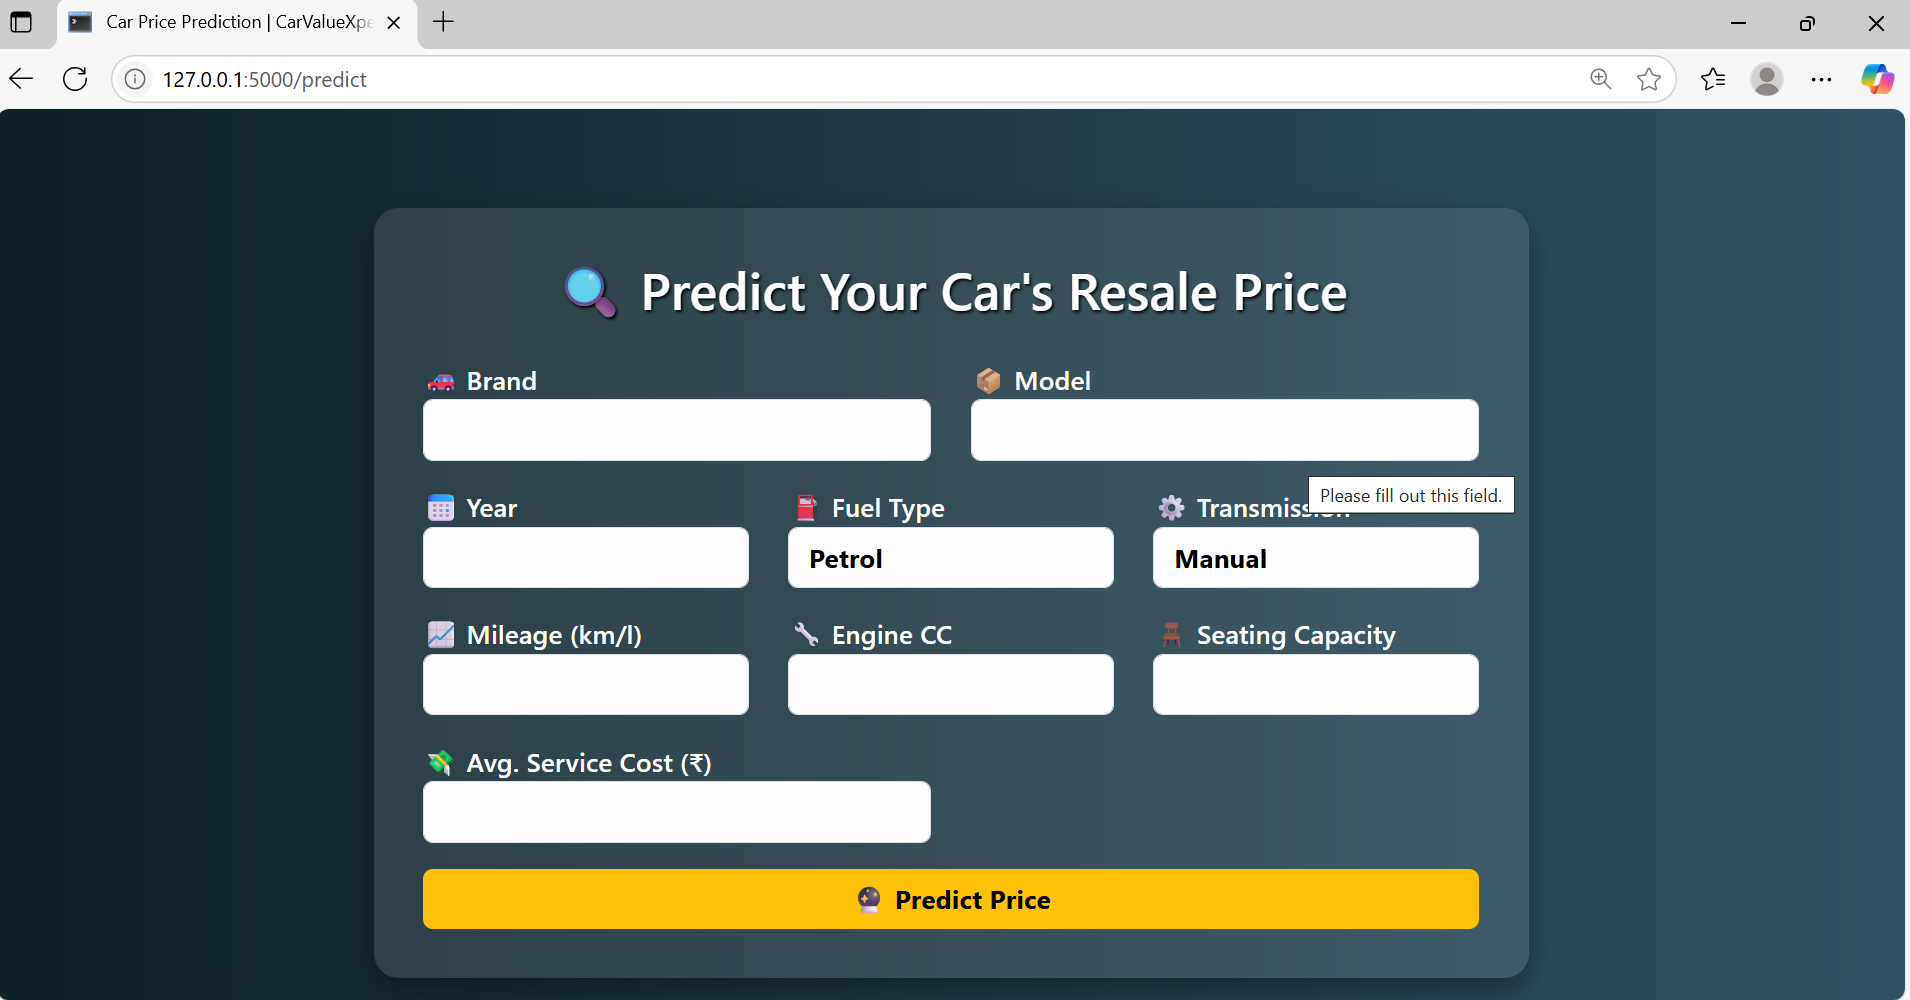 Car Price Prediction | CarValueXpe
127.0.0.1:5000/predict
Predict Your Car's Resale Price
Brand
Model
Please fill out this field.
Year
Fuel Type
Transmission
Petrol
Manual
Mileage (km/l)
Engine CC
Seating Capacity
Avg. Service Cost (₹)
Predict Price